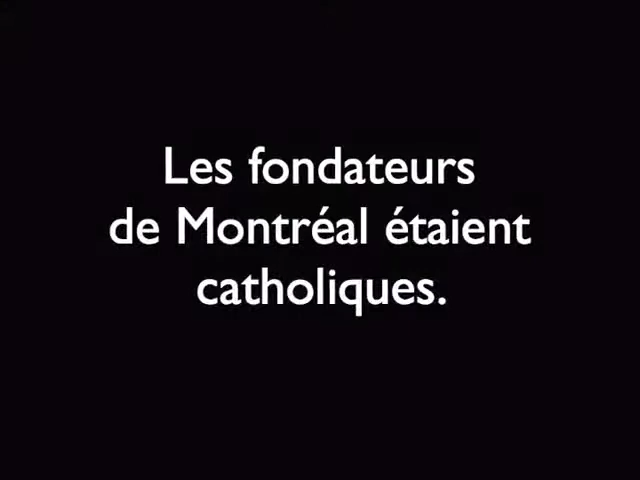 Les fondateurs
de Montréal étaient
catholiques.